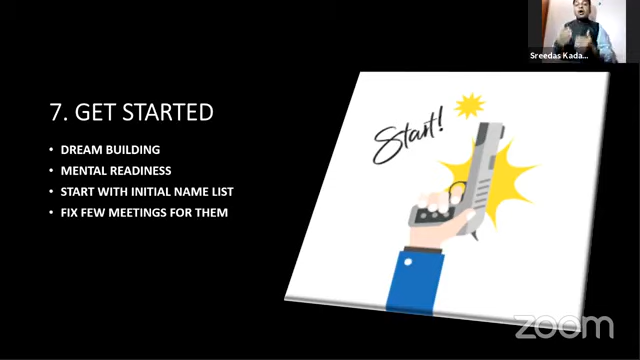 Sreedas Kada...
7. GET STARTED
• DREAM BUILDING
• MENTAL READINESS
• START WITH INITIAL NAME LIST
• FIX FEW MEETINGS FOR THEM
Start!
zoom